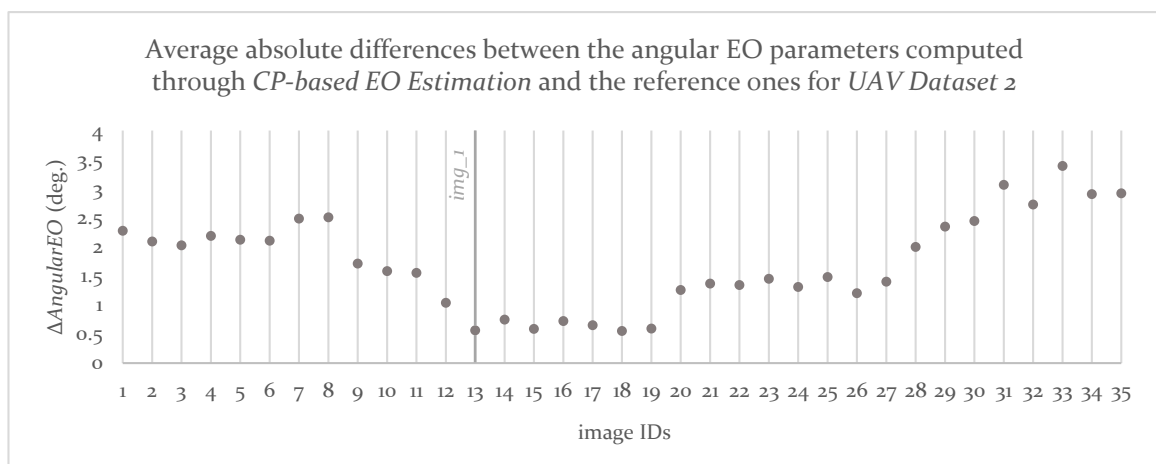 Average absolute differences between the angular EO parameters computed
through CP-based EO Estimation and the reference ones for UAV Dataset 2
ΔAngularEO (deg.)
4
3.5
3
2.5
2
1.5
1
0.5
0
img_1
1 2 3 4 5 6 7 8 9 10 11 12 13 14 15 16 17 18 19 20 21 22 23 24 25 26 27 28 29 30 31 32 33 34 35
image IDs